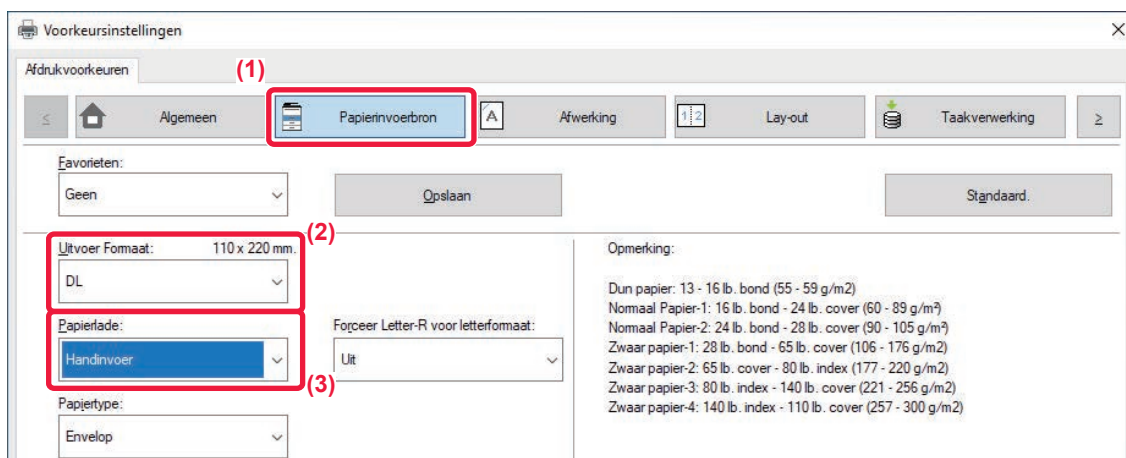 Voorkeursinstellingen
Afdrukvoorkeuren
(1)
≤ Algemeen Papierinvoerbron A Afwerking 1 2 Lay-out Taakverwerking ≥
Favorieten:
Geen Opslaan Standaard.
(2)
Uitvoer Formaat: 110 x 220 mm.
DL
Papierlade: Forceer Letter-R voor letterformaat:
Handinvoer Uit
(3)
Papiertype:
Envelop
Opmerking:
Dun papier: 13 - 16 lb. bond (55 - 59 g/m2)
Normaal Papier-1: 16 lb. bond - 24 lb. cover (60 - 89 g/m²)
Normaal Papier-2: 24 lb. bond - 28 lb. cover (90 - 105 g/m²)
Zwaar papier-1: 28 lb. bond - 65 lb. cover (106 - 176 g/m2)
Zwaar papier-2: 65 lb. cover - 80 lb. index (177 - 220 g/m2)
Zwaar papier-3: 80 lb. index - 140 lb. cover (221 - 256 g/m2)
Zwaar papier-4: 140 lb. index - 110 lb. cover (257 - 300 g/m2)